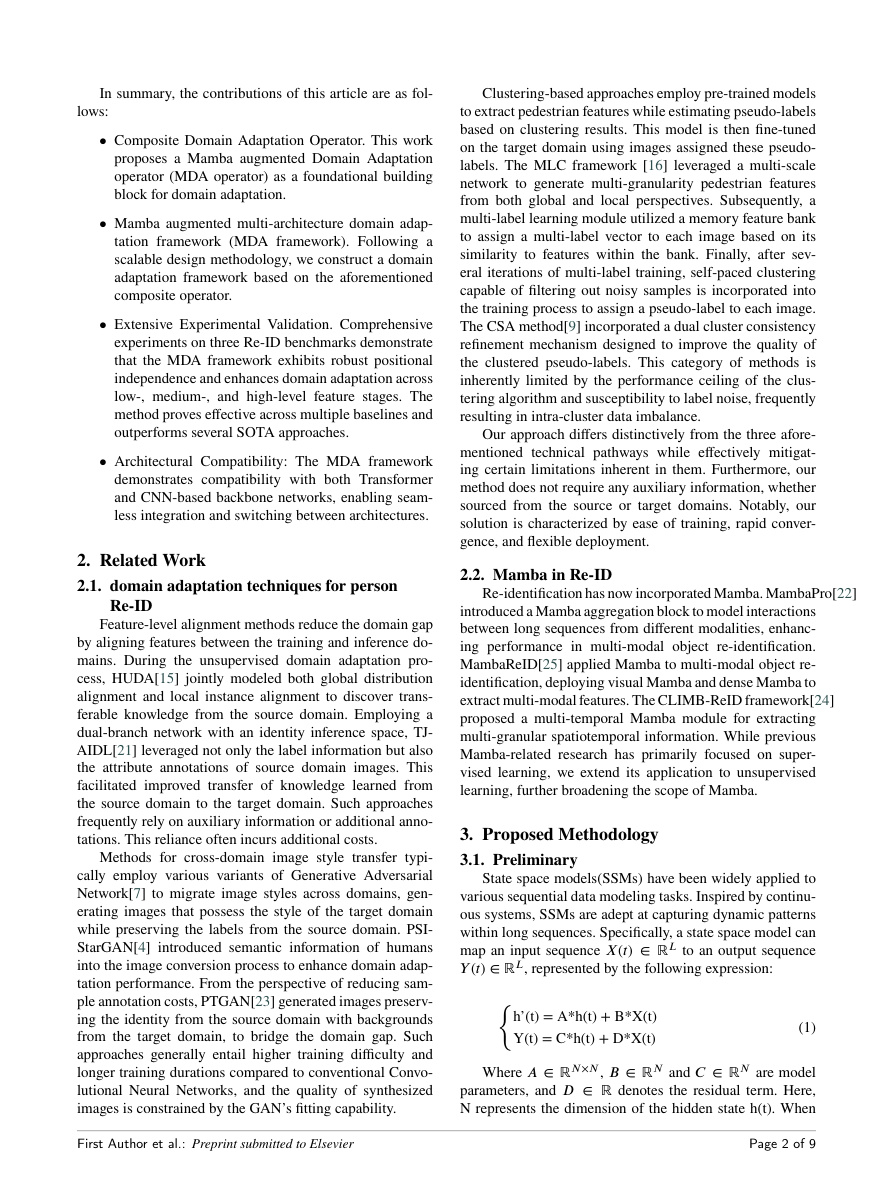 In summary, the contributions of this article are as fol-
lows:
• Composite Domain Adaptation Operator. This work
proposes a Mamba augmented Domain Adaptation
operator (MDA operator) as a foundational building
block for domain adaptation.
• Mamba augmented multi-architecture domain adap-
tation framework (MDA framework). Following a
scalable design methodology, we construct a domain
adaptation framework based on the aforementioned
composite operator.
• Extensive Experimental Validation. Comprehensive
experiments on three Re-ID benchmarks demonstrate
that the MDA framework exhibits robust positional
independence and enhances domain adaptation across
low-, medium-, and high-level feature stages. The
method proves effective across multiple baselines and
outperforms several SOTA approaches.
• Architectural Compatibility: The MDA framework
demonstrates compatibility with both Transformer
and CNN-based backbone networks, enabling seam-
less integration and switching between architectures.
2. Related Work
2.1. domain adaptation techniques for person
Re-ID
Feature-level alignment methods reduce the domain gap
by aligning features between the training and inference do-
mains. During the unsupervised domain adaptation pro-
cess, HUDA[15] jointly modeled both global distribution
alignment and local instance alignment to discover trans-
ferable knowledge from the source domain. Employing a
dual-branch network with an identity inference space, TJ-
AIDL[21] leveraged not only the label information but also
the attribute annotations of source domain images. This
facilitated improved transfer of knowledge learned from
the source domain to the target domain. Such approaches
frequently rely on auxiliary information or additional anno-
tations. This reliance often incurs additional costs.
Methods for cross-domain image style transfer typi-
cally employ various variants of Generative Adversarial
Network[7] to migrate image styles across domains, gen-
erating images that possess the style of the target domain
while preserving the labels from the source domain. PSI-
StarGAN[4] introduced semantic information of humans
into the image conversion process to enhance domain adap-
tation performance. From the perspective of reducing sam-
ple annotation costs, PTGAN[23] generated images preserv-
ing the identity from the source domain with backgrounds
from the target domain, to bridge the domain gap. Such
approaches generally entail higher training difficulty and
longer training durations compared to conventional Convo-
lutional Neural Networks, and the quality of synthesized
images is constrained by the GAN's fitting capability.
Clustering-based approaches employ pre-trained models
to extract pedestrian features while estimating pseudo-labels
based on clustering results. This model is then fine-tuned
on the target domain using images assigned these pseudo-
labels. The MLC framework [16] leveraged a multi-scale
network to generate multi-granularity pedestrian features
from both global and local perspectives. Subsequently, a
multi-label learning module utilized a memory feature bank
to assign a multi-label vector to each image based on its
similarity to features within the bank. Finally, after sev-
eral iterations of multi-label training, self-paced clustering
capable of filtering out noisy samples is incorporated into
the training process to assign a pseudo-label to each image.
The CSA method[9] incorporated a dual cluster consistency
refinement mechanism designed to improve the quality of
the clustered pseudo-labels. This category of methods is
inherently limited by the performance ceiling of the clus-
tering algorithm and susceptibility to label noise, frequently
resulting in intra-cluster data imbalance.
Our approach differs distinctively from the three afore-
mentioned technical pathways while effectively mitigat-
ing certain limitations inherent in them. Furthermore, our
method does not require any auxiliary information, whether
sourced from the source or target domains. Notably, our
solution is characterized by ease of training, rapid conver-
gence, and flexible deployment.
2.2. Mamba in Re-ID
Re-identification has now incorporated Mamba. MambaPro[22]
introduced a Mamba aggregation block to model interactions
between long sequences from different modalities, enhanc-
ing performance in multi-modal object re-identification.
MambaReID[25] applied Mamba to multi-modal object re-
identification, deploying visual Mamba and dense Mamba to
extract multi-modal features. The CLIMB-ReID framework[24]
proposed a multi-temporal Mamba module for extracting
multi-granular spatiotemporal information. While previous
Mamba-related research has primarily focused on super-
vised learning, we extend its application to unsupervised
learning, further broadening the scope of Mamba.
3. Proposed Methodology
3.1. Preliminary
State space models(SSMs) have been widely applied to
various sequential data modeling tasks. Inspired by continu-
ous systems, SSMs are adept at capturing dynamic patterns
within long sequences. Specifically, a state space model can
map an input sequence X(t) ∈ ℝ^L to an output sequence
Y(t) ∈ ℝ^L, represented by the following expression:
h'(t) = A*h(t) + B*X(t)
Y(t) = C*h(t) + D*X(t)
(1)
Where A ∈ ℝ^{N×N}, B ∈ ℝ^N and C ∈ ℝ^N are model
parameters, and D ∈ ℝ denotes the residual term. Here,
N represents the dimension of the hidden state h(t). When
First Author et al.: Preprint submitted to Elsevier
Page 2 of 9